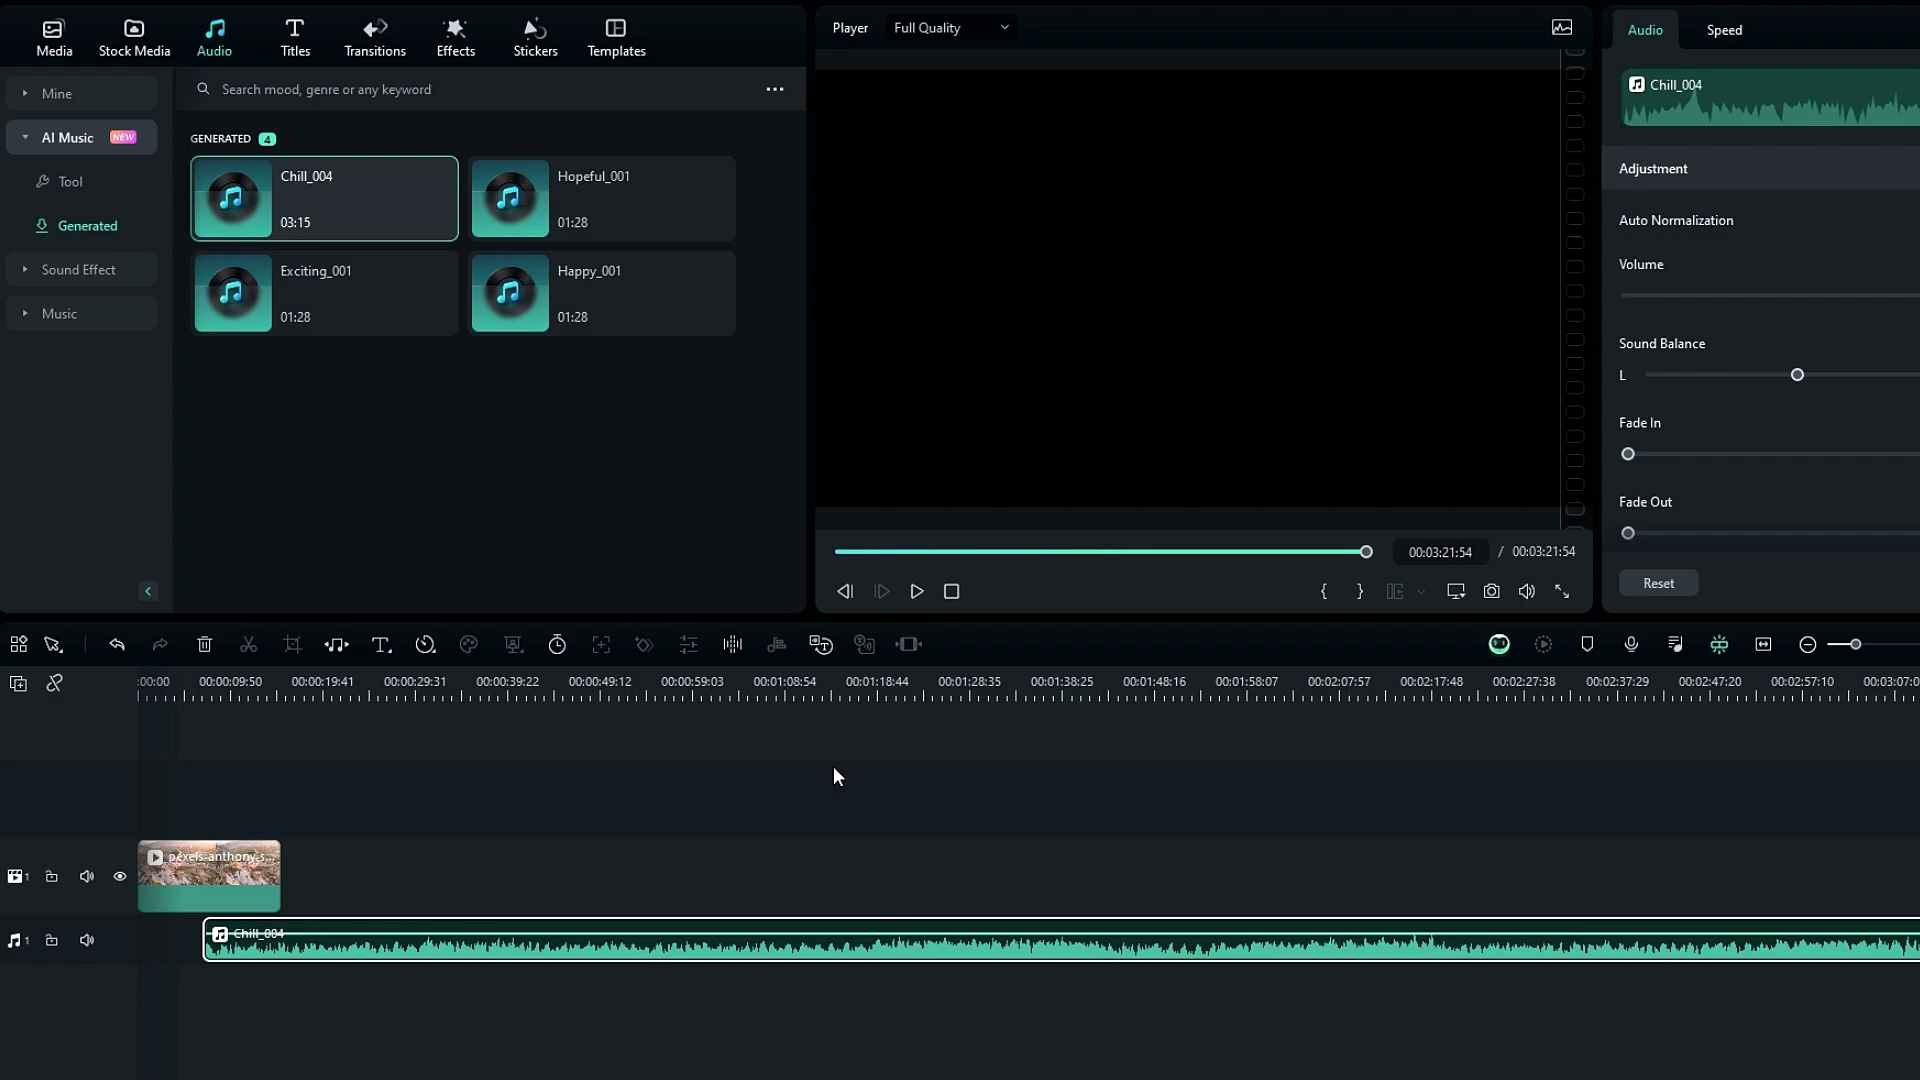 Media
Stock Media
Audio
Titles
Transitions
Effects
Stickers
Templates
Player
Full Quality
Audio
Speed
Mine
AI Music NEW
Tool
Generated
Sound Effect
Music
Search mood, genre or any keyword
GENERATED 4
Chill_004
03:15
Hopeful_001
01:28
Exciting_001
01:28
Happy_001
01:28
00:03:21:54 / 00:03:21:54
Chill_004
Adjustment
Auto Normalization
Volume
Sound Balance
L
Fade In
Fade Out
Reset
:00:00 00:00:09:50 00:00:19:41 00:00:29:31 00:00:39:22 00:00:49:12 00:00:59:03 00:01:08:54 00:01:18:44 00:01:28:35 00:01:38:25 00:01:48:16 00:01:58:07 00:02:07:57 00:02:17:48 00:02:27:38 00:02:37:29 00:02:47:20 00:02:57:10 00:03:07:0
1
pexels-anthony-s...
1
Chill_004